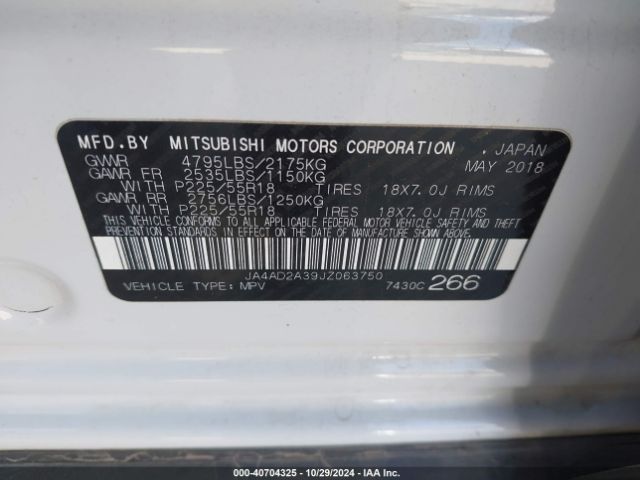 MFD.BY MITSUBISHI MOTORS CORPORATION , JAPAN
GVWR 4795LBS/2175KG MAY 2018
GAWR FR 2535LBS/1150KG
WITH P225/55R18 TIRES 18X7.0J RIMS
GAWR RR 2756LBS/1250KG
WITH P225/55R18 TIRES 18X7.0J RIMS
THIS VEHICLE CONFORMS TO ALL APPLICABLE FEDERAL MOTOR VEHICLE SAFETY AND THEFT
PREVENTION STANDARDS IN EFFECT ON THE DATE OF MANUFACTURE SHOWN ABOVE.
JA4AD2A39JZ063750
VEHICLE TYPE: MPV 7430C 266
000-40704325 - 10/29/2024 - IAA Inc.